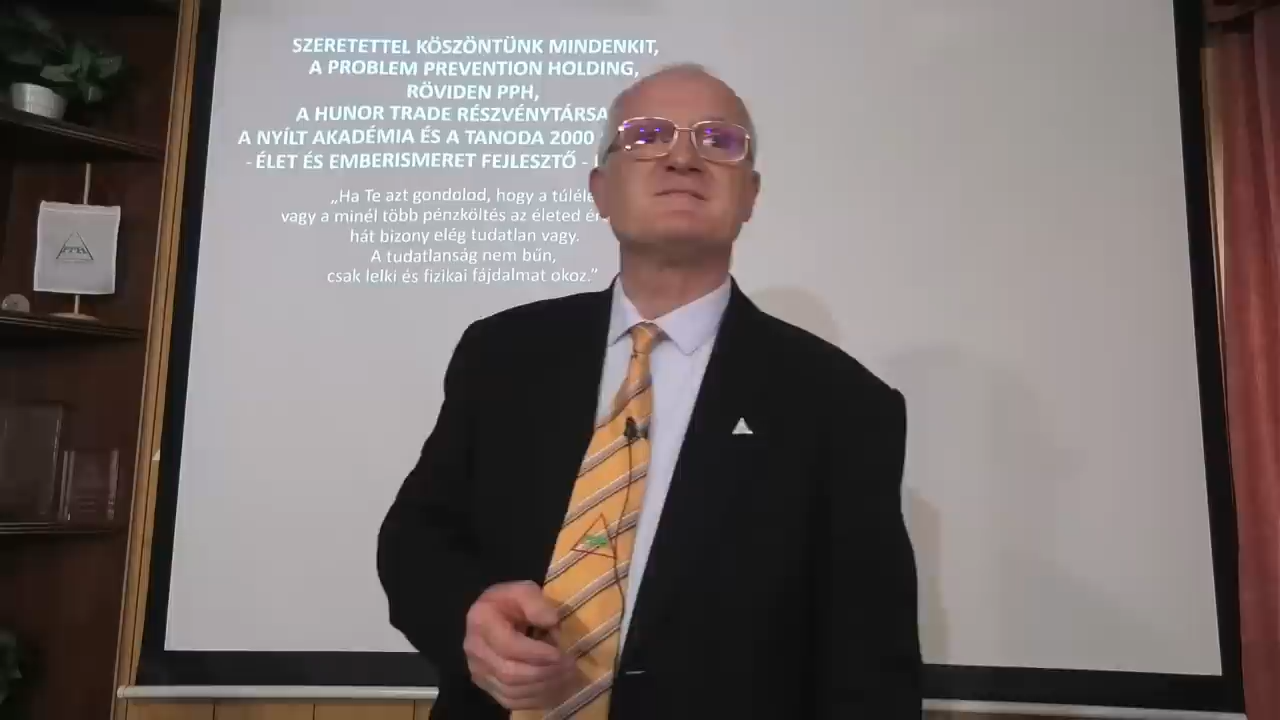 SZERETETTEL KÖSZÖNTÜNK MINDENKIT,
A PROBLEM PREVENTION HOLDING,
RÖVIDEN PPH,
A HUNOR TRADE
A NYÍLT AKADÉMIA ÉS A TANODA 2000
- ÉLET ÉS EMBERISMERET FEJLESZTŐ -
„Ha Te azt gondolod, hogy a
vagy a minél több pénzköltés az életed
hát bizony elég tudatlan vagy.
A tudatlanság nem bűn,
csak lelki és fizikai fájdalmat okoz.”